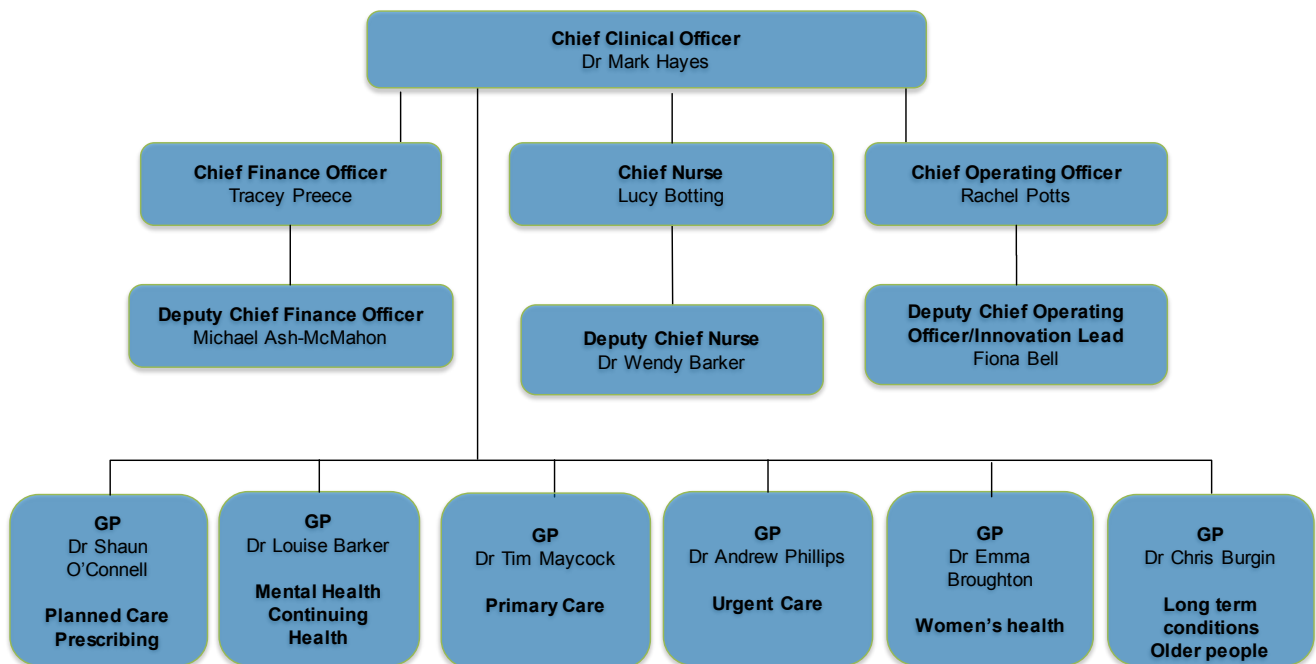 Chief Clinical Officer
Dr Mark Hayes
Chief Finance Officer
Tracey Preece
Chief Nurse
Lucy Botting
Chief Operating Officer
Rachel Potts
Deputy Chief Finance Officer
Michael Ash-McMahon
Deputy Chief Nurse
Dr Wendy Barker
Deputy Chief Operating
Officer/Innovation Lead
Fiona Bell
GP
Dr Shaun
O’Connell
Planned Care
Prescribing
GP
Dr Louise Barker
Mental Health
Continuing
Health
GP
Dr Tim Maycock
Primary Care
GP
Dr Andrew Phillips
Urgent Care
GP
Dr Emma
Broughton
Women’s health
GP
Dr Chris Burgin
Long term
conditions
Older people